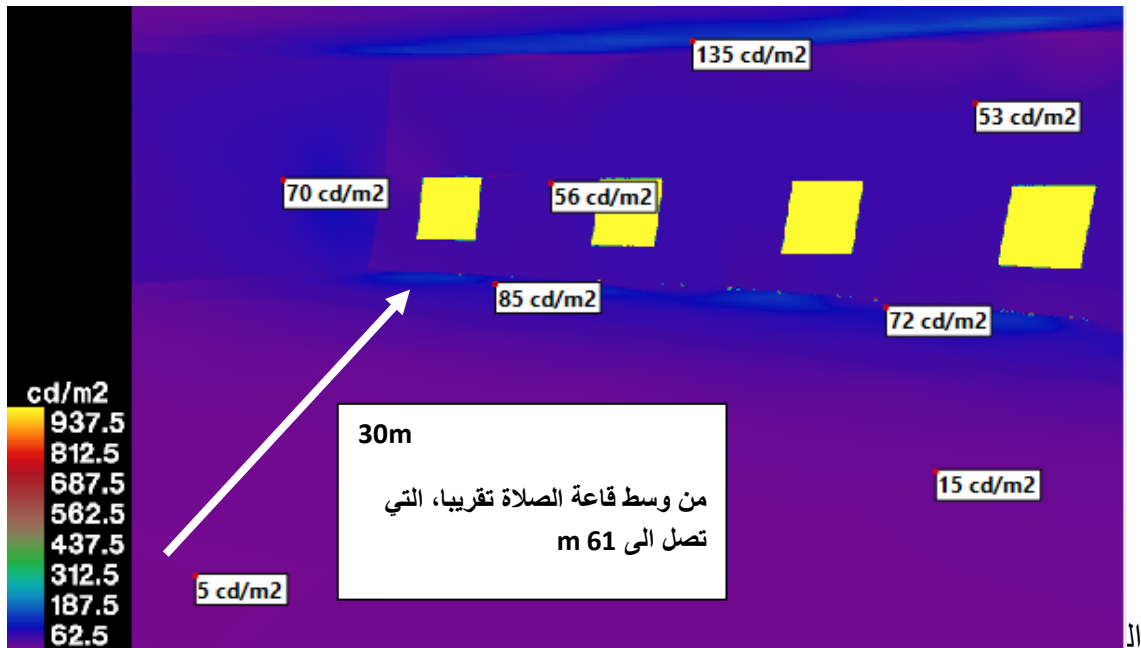 135 cd/m2
53 cd/m2
70 cd/m2
56 cd/m2
85 cd/m2
72 cd/m2
30m
من وسط قاعة الصلاة تقريبا، التي
تصل الى 61 m
15 cd/m2
5 cd/m2
cd/m2
937.5
812.5
687.5
562.5
437.5
312.5
187.5
62.5
ال